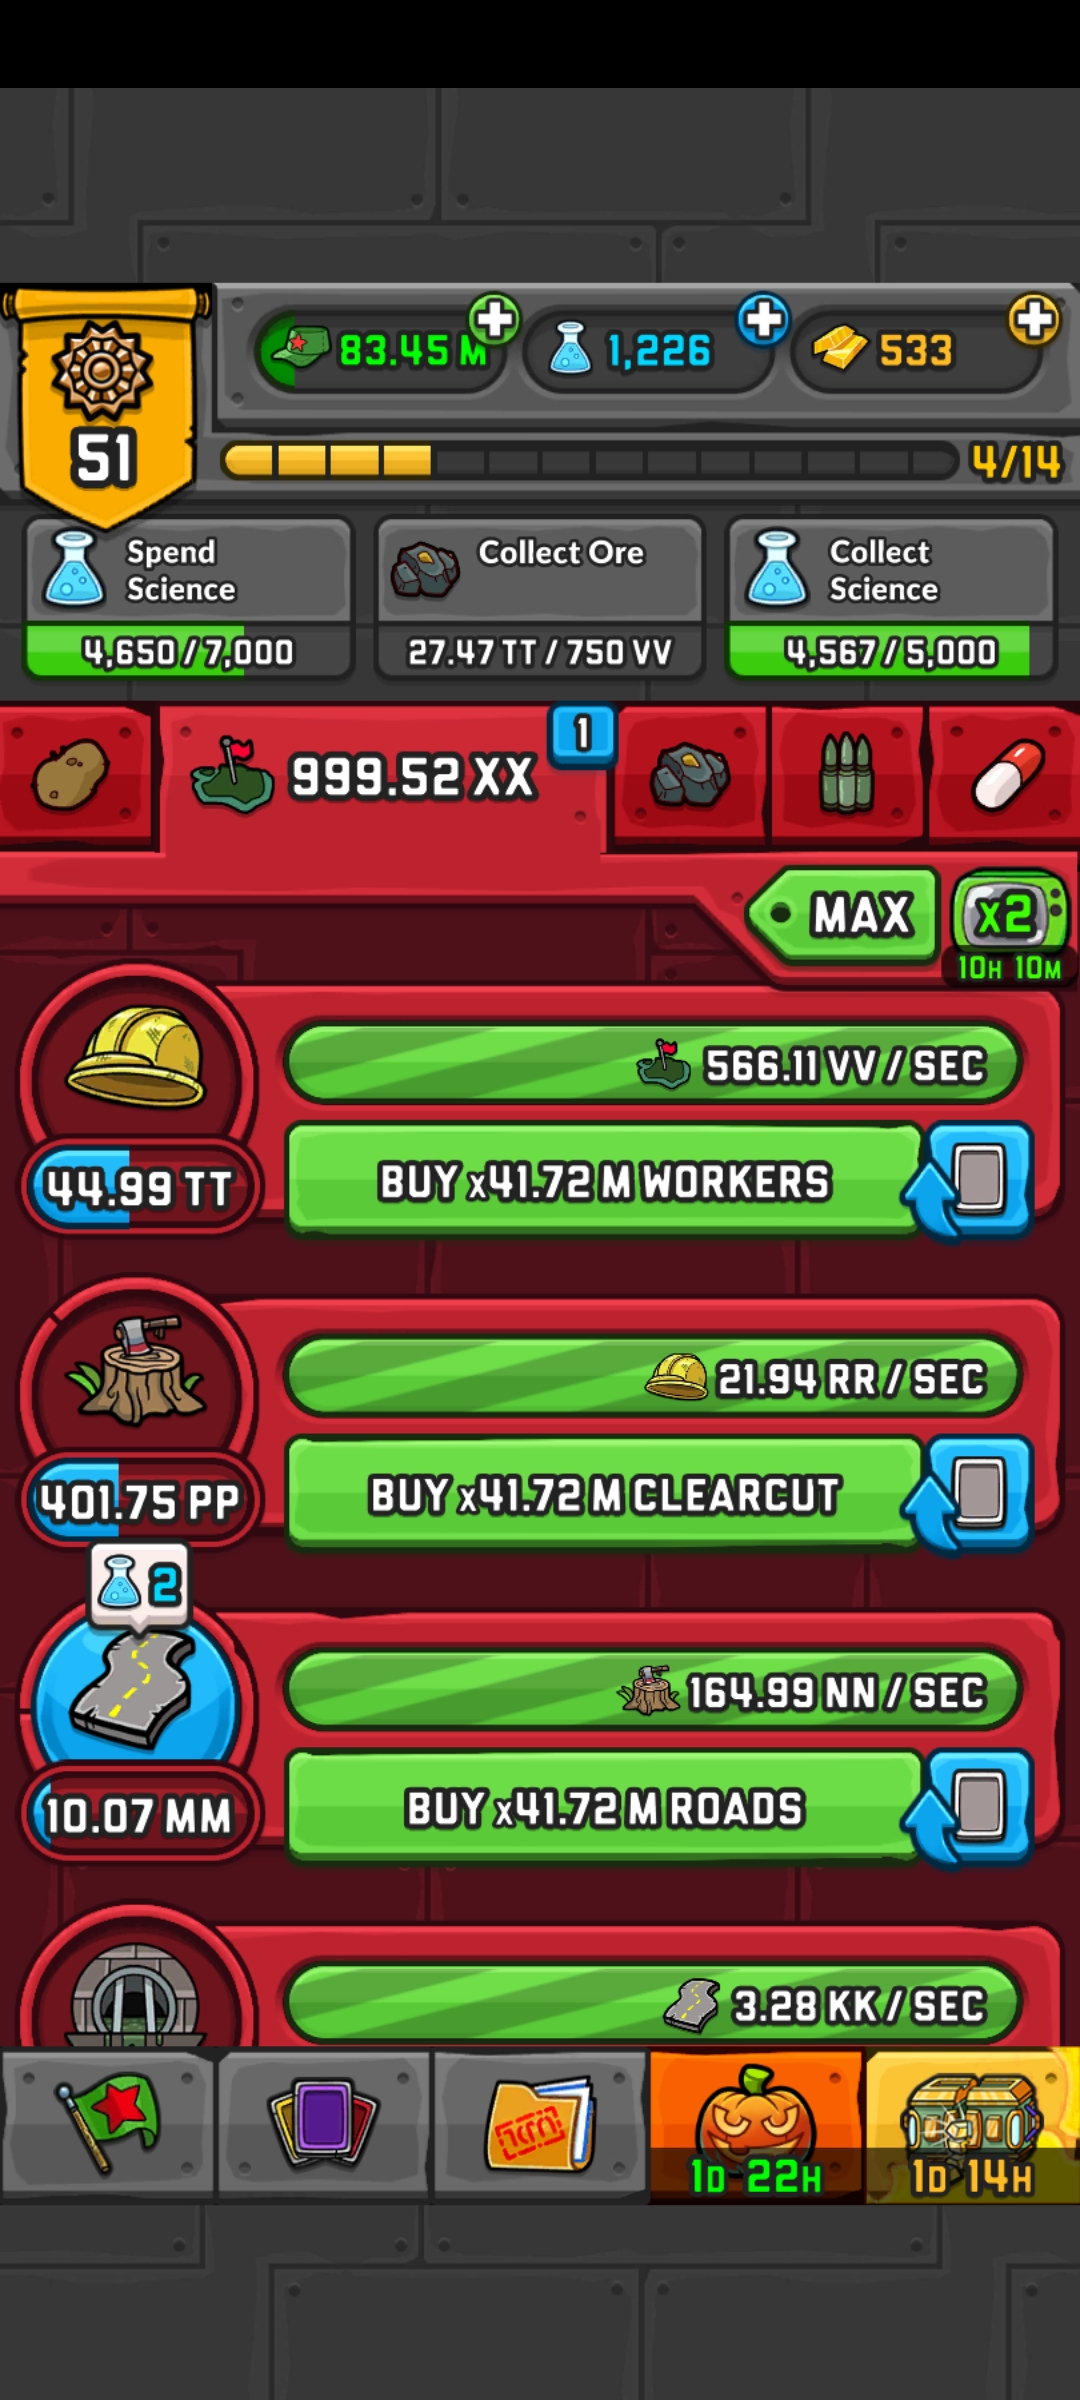 51
83.45 M
1,226
533
4/14
Spend
Science
4,650/7,000
Collect Ore
27.47 TT/750 VV
Collect
Science
4,567/5,000
999.52 XX
1
MAX
x2
10H 10M
566.11 VV/SEC
44.99 TT
BUY x41.72 M WORKERS
21.94 RR/SEC
401.75 PP
BUY x41.72 M CLEARCUT
2
164.99 NN/SEC
10.07 MM
BUY x41.72 M ROADS
3.28 KK/SEC
1D 22H
1D 14H